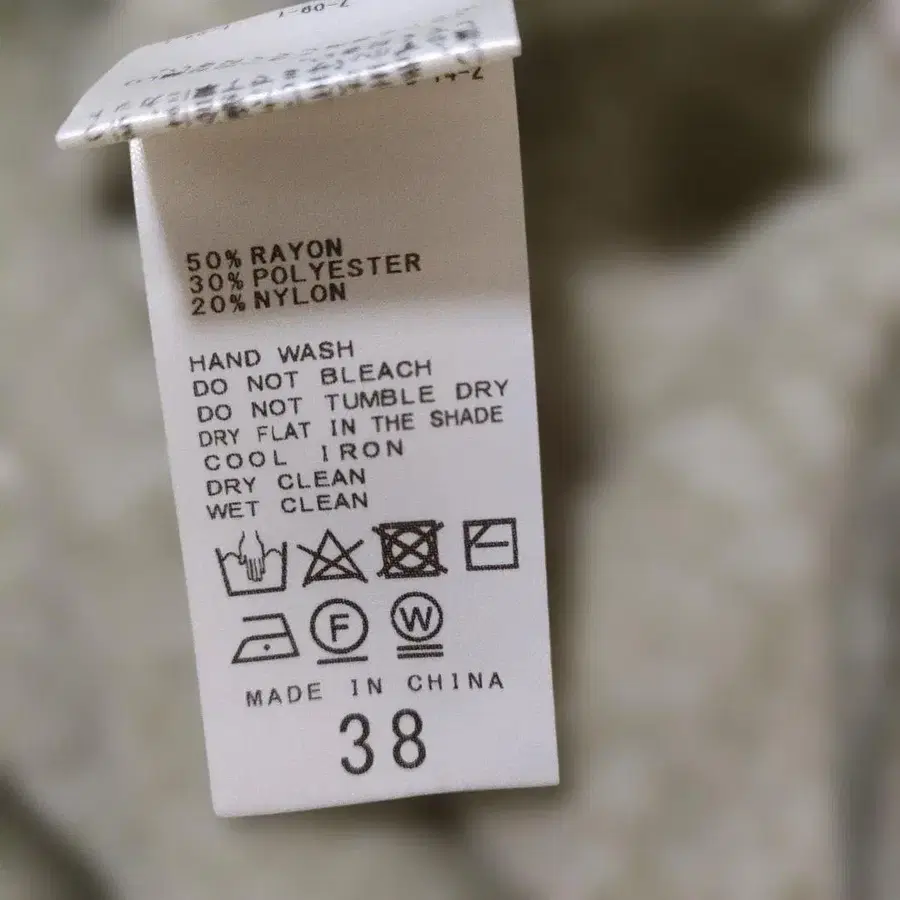 50% RAYON
30% POLYESTER
20% NYLON
HAND WASH
DO NOT BLEACH
DO NOT TUMBLE DRY
DRY FLAT IN THE SHADE
COOL IRON
DRY CLEAN
WET CLEAN
F W
MADE IN CHINA
38